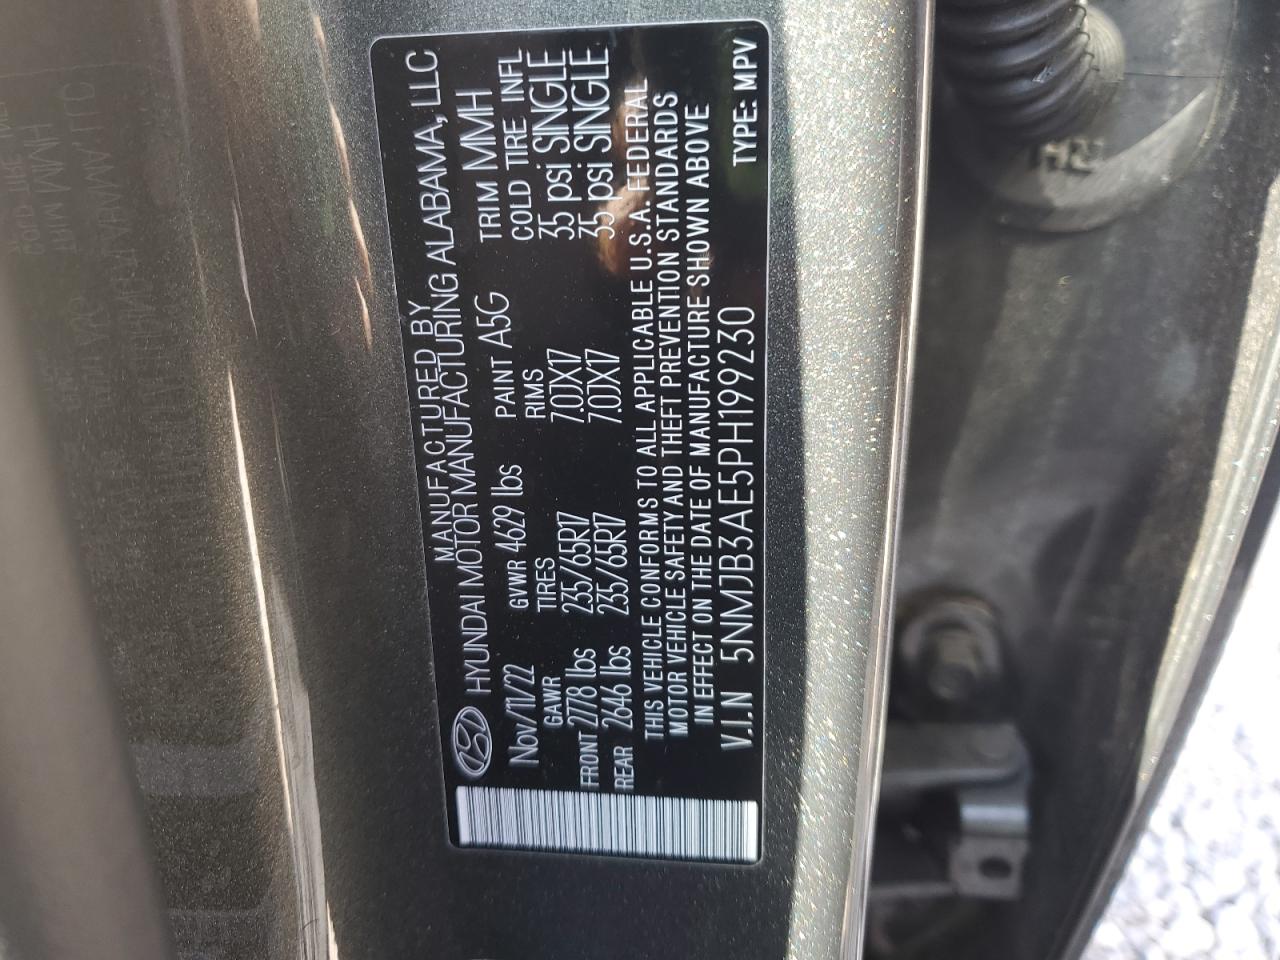 MANUFACTURED BY
HYUNDAI MOTOR MANUFACTURING ALABAMA, LLC
Nov/11/22 GVWR 4629 lbs PAINT A5G TRIM MMH
GAWR TIRES RIMS COLD TIRE INFL
FRONT 2778 lbs 235/65R17 7.0JX17 35 psi SINGLE
REAR 2646 lbs 235/65R17 7.0JX17 35 psi SINGLE
THIS VEHICLE CONFORMS TO ALL APPLICABLE U.S.A. FEDERAL
MOTOR VEHICLE SAFETY AND THEFT PREVENTION STANDARDS
IN EFFECT ON THE DATE OF MANUFACTURE SHOWN ABOVE
V.I.N 5NMJB3AE5PH199230 TYPE: MPV